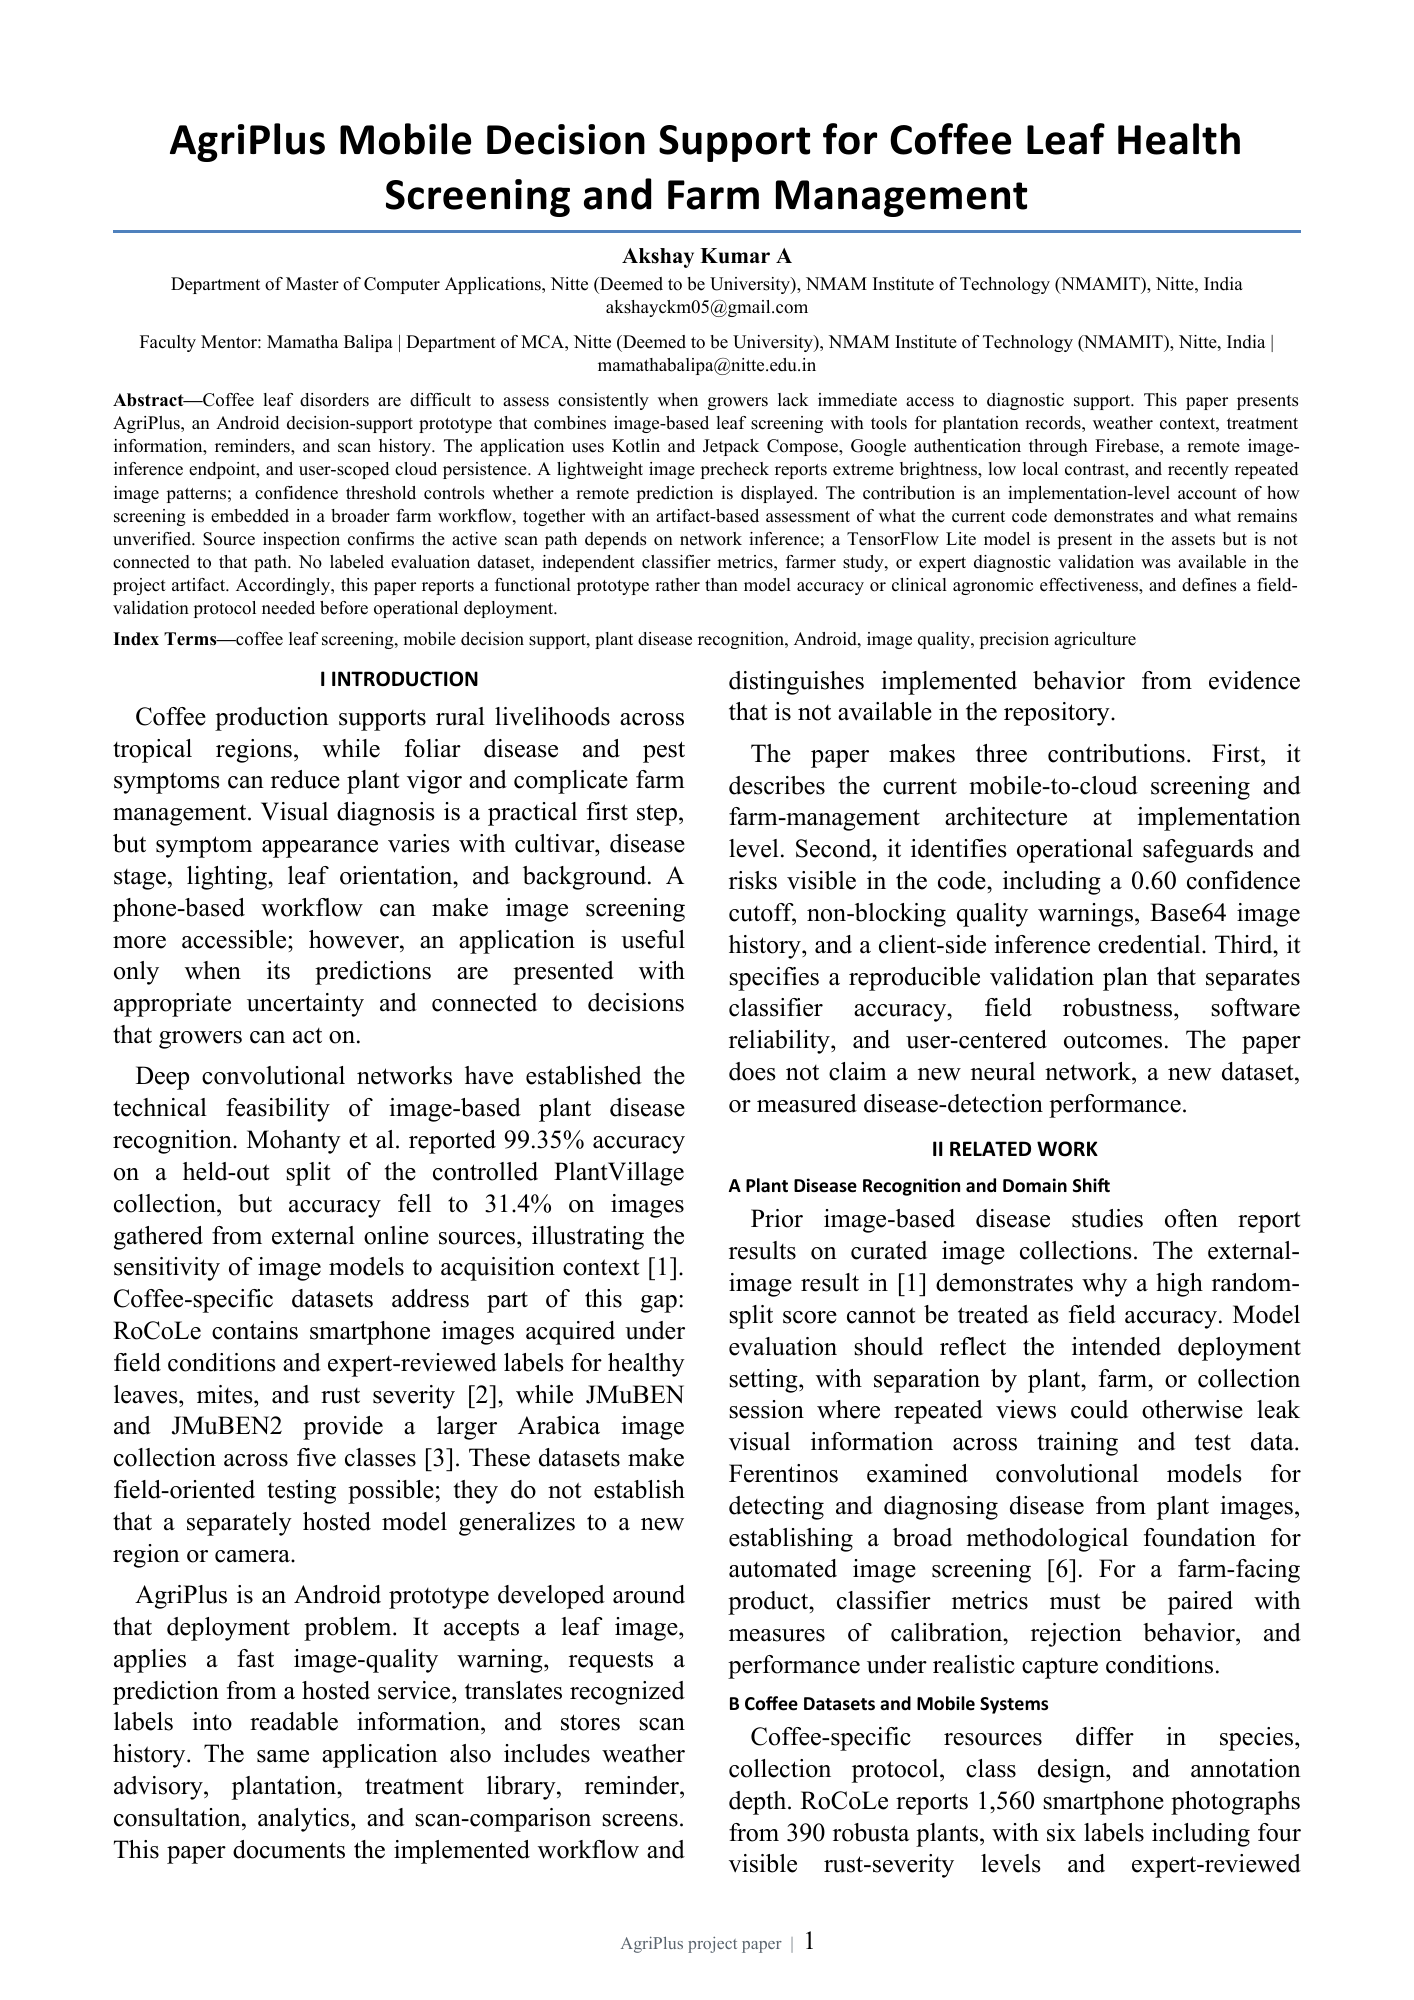 AgriPlus Mobile Decision Support for Coffee Leaf Health
Screening and Farm Management
Akshay Kumar A
Department of Master of Computer Applications, Nitte (Deemed to be University), NMAM Institute of Technology (NMAMIT), Nitte, India
akshayckm05@gmail.com
Faculty Mentor: Mamatha Balipa | Department of MCA, Nitte (Deemed to be University), NMAM Institute of Technology (NMAMIT), Nitte, India |
mamathabalipa@nitte.edu.in
Abstract—Coffee leaf disorders are difficult to assess consistently when growers lack immediate access to diagnostic support. This paper presents
AgriPlus, an Android decision-support prototype that combines image-based leaf screening with tools for plantation records, weather context, treatment
information, reminders, and scan history. The application uses Kotlin and Jetpack Compose, Google authentication through Firebase, a remote image-
inference endpoint, and user-scoped cloud persistence. A lightweight image precheck reports extreme brightness, low local contrast, and recently repeated
image patterns; a confidence threshold controls whether a remote prediction is displayed. The contribution is an implementation-level account of how
screening is embedded in a broader farm workflow, together with an artifact-based assessment of what the current code demonstrates and what remains
unverified. Source inspection confirms the active scan path depends on network inference; a TensorFlow Lite model is present in the assets but is not
connected to that path. No labeled evaluation dataset, independent classifier metrics, farmer study, or expert diagnostic validation was available in the
project artifact. Accordingly, this paper reports a functional prototype rather than model accuracy or clinical agronomic effectiveness, and defines a field-
validation protocol needed before operational deployment.
Index Terms—coffee leaf screening, mobile decision support, plant disease recognition, Android, image quality, precision agriculture
I INTRODUCTION
Coffee production supports rural livelihoods across
tropical regions, while foliar disease and pest
symptoms can reduce plant vigor and complicate farm
management. Visual diagnosis is a practical first step,
but symptom appearance varies with cultivar, disease
stage, lighting, leaf orientation, and background. A
phone-based workflow can make image screening
more accessible; however, an application is useful
only when its predictions are presented with
appropriate uncertainty and connected to decisions
that growers can act on.
Deep convolutional networks have established the
technical feasibility of image-based plant disease
recognition. Mohanty et al. reported 99.35% accuracy
on a held-out split of the controlled PlantVillage
collection, but accuracy fell to 31.4% on images
gathered from external online sources, illustrating the
sensitivity of image models to acquisition context [1].
Coffee-specific datasets address part of this gap:
RoCoLe contains smartphone images acquired under
field conditions and expert-reviewed labels for healthy
leaves, mites, and rust severity [2], while JMuBEN
and JMuBEN2 provide a larger Arabica image
collection across five classes [3]. These datasets make
field-oriented testing possible; they do not establish
that a separately hosted model generalizes to a new
region or camera.
AgriPlus is an Android prototype developed around
that deployment problem. It accepts a leaf image,
applies a fast image-quality warning, requests a
prediction from a hosted service, translates recognized
labels into readable information, and stores scan
history. The same application also includes weather
advisory, plantation, treatment library, reminder,
consultation, analytics, and scan-comparison screens.
This paper documents the implemented workflow and
distinguishes implemented behavior from evidence
that is not available in the repository.
The paper makes three contributions. First, it
describes the current mobile-to-cloud screening and
farm-management architecture at implementation
level. Second, it identifies operational safeguards and
risks visible in the code, including a 0.60 confidence
cutoff, non-blocking quality warnings, Base64 image
history, and a client-side inference credential. Third, it
specifies a reproducible validation plan that separates
classifier accuracy, field robustness, software
reliability, and user-centered outcomes. The paper
does not claim a new neural network, a new dataset,
or measured disease-detection performance.
II RELATED WORK
A Plant Disease Recognition and Domain Shift
Prior image-based disease studies often report
results on curated image collections. The external-
image result in [1] demonstrates why a high random-
split score cannot be treated as field accuracy. Model
evaluation should reflect the intended deployment
setting, with separation by plant, farm, or collection
session where repeated views could otherwise leak
visual information across training and test data.
Ferentinos examined convolutional models for
detecting and diagnosing disease from plant images,
establishing a broad methodological foundation for
automated image screening [6]. For a farm-facing
product, classifier metrics must be paired with
measures of calibration, rejection behavior, and
performance under realistic capture conditions.
B Coffee Datasets and Mobile Systems
Coffee-specific resources differ in species,
collection protocol, class design, and annotation
depth. RoCoLe reports 1,560 smartphone photographs
from 390 robusta plants, with six labels including four
visible rust-severity levels and expert-reviewed
AgriPlus project paper | 1